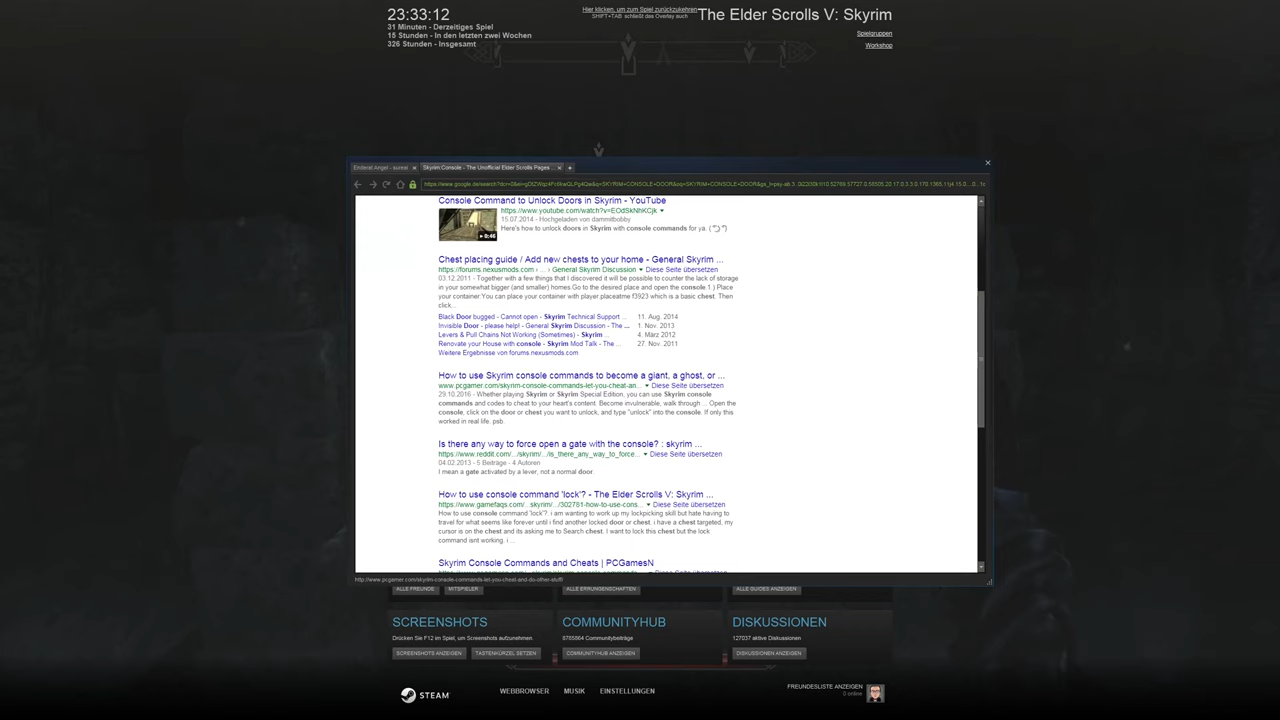 23:33:12
31 Minuten - Derzeitiges Spiel
15 Stunden - In den letzten zwei Wochen
326 Stunden - Insgesamt
Hier klicken, um zum Spiel zurückzukehren
SHIFT+TAB schließt das Overlay auch
The Elder Scrolls V: Skyrim
Spielgruppen
Workshop
Enderal Angel - sureai
Skyrim Console - The Unofficial Elder Scrolls Pages ...
Console Command to Unlock Doors in Skyrim - YouTube
https://www.youtube.com/watch?v=EOdSkNhKCjk
15.07.2014 - Hochgeladen von dammitbobby
Here's how to unlock doors in Skyrim with console commands for ya.
0:46
Chest placing guide / Add new chests to your home - General Skyrim ...
https://forums.nexusmods.com › ... › General Skyrim Discussion Diese Seite übersetzen
03.12.2011 - Together with a few things that I discovered it will be possible to counter the lack of storage
in your somewhat bigger (and smaller) homes.Go to the desired place and open the console.1.) Place
your container:You can place your container with player.placeatme f3923 which is a basic chest. Then
click...
Black Door bugged - Cannot open - Skyrim Technical Support ... 11. Aug. 2014
Invisible Door - please help! - General Skyrim Discussion - The ... 1. Nov. 2013
Levers & Pull Chains Not Working (Sometimes) - Skyrim ... 4. März 2012
Renovate your House with console - Skyrim Mod Talk - The ... 27. Nov. 2011
Weitere Ergebnisse von forums.nexusmods.com
How to use Skyrim console commands to become a giant, a ghost, or ...
www.pcgamer.com/skyrim-console-commands-let-you-cheat-an... Diese Seite übersetzen
29.10.2016 - Whether playing Skyrim or Skyrim Special Edition, you can use Skyrim console
commands and codes to cheat to your heart's content. Become invulnerable, walk through ... Open the
console, click on the door or chest you want to unlock, and type "unlock" into the console. If only this
worked in real life. psb.
Is there any way to force open a gate with the console? : skyrim ...
https://www.reddit.com/.../skyrim/.../is_there_any_way_to_force... Diese Seite übersetzen
04.02.2013 - 5 Beiträge - 4 Autoren
I mean a gate activated by a lever, not a normal door
How to use console command 'lock'? - The Elder Scrolls V: Skyrim ...
https://www.gamefaqs.com/...skyrim/.../302781-how-to-use-cons... Diese Seite übersetzen
How to use console command 'lock'?. i am wanting to work up my lockpicking skill but hate having to
travel for what seems like forever until i find another locked door or chest. i have a chest targeted, my
cursor is on the chest and its asking me to Search chest. I want to lock this chest but the lock
command isnt working. i ...
Skyrim Console Commands and Cheats | PCGamesN
http://www.pcgamer.com/skyrim-console-commands-let-you-cheat-and-do-other-stuff/
ALLE FREUNDE
MITSPIELER
ALLE ERRUNGENSCHAFTEN
ALLE GUIDES ANZEIGEN
SCREENSHOTS
COMMUNITYHUB
DISKUSSIONEN
Drücken Sie F12 im Spiel, um Screenshots aufzunehmen.
8785864 Communitybeiträge
127037 aktive Diskussionen
SCREENSHOTS ANZEIGEN
TASTENKÜRZEL SETZEN
COMMUNITYHUB ANZEIGEN
DISKUSSIONEN ANZEIGEN
STEAM
WEBBROWSER
MUSIK
EINSTELLUNGEN
FREUNDESLISTE ANZEIGEN
0 online